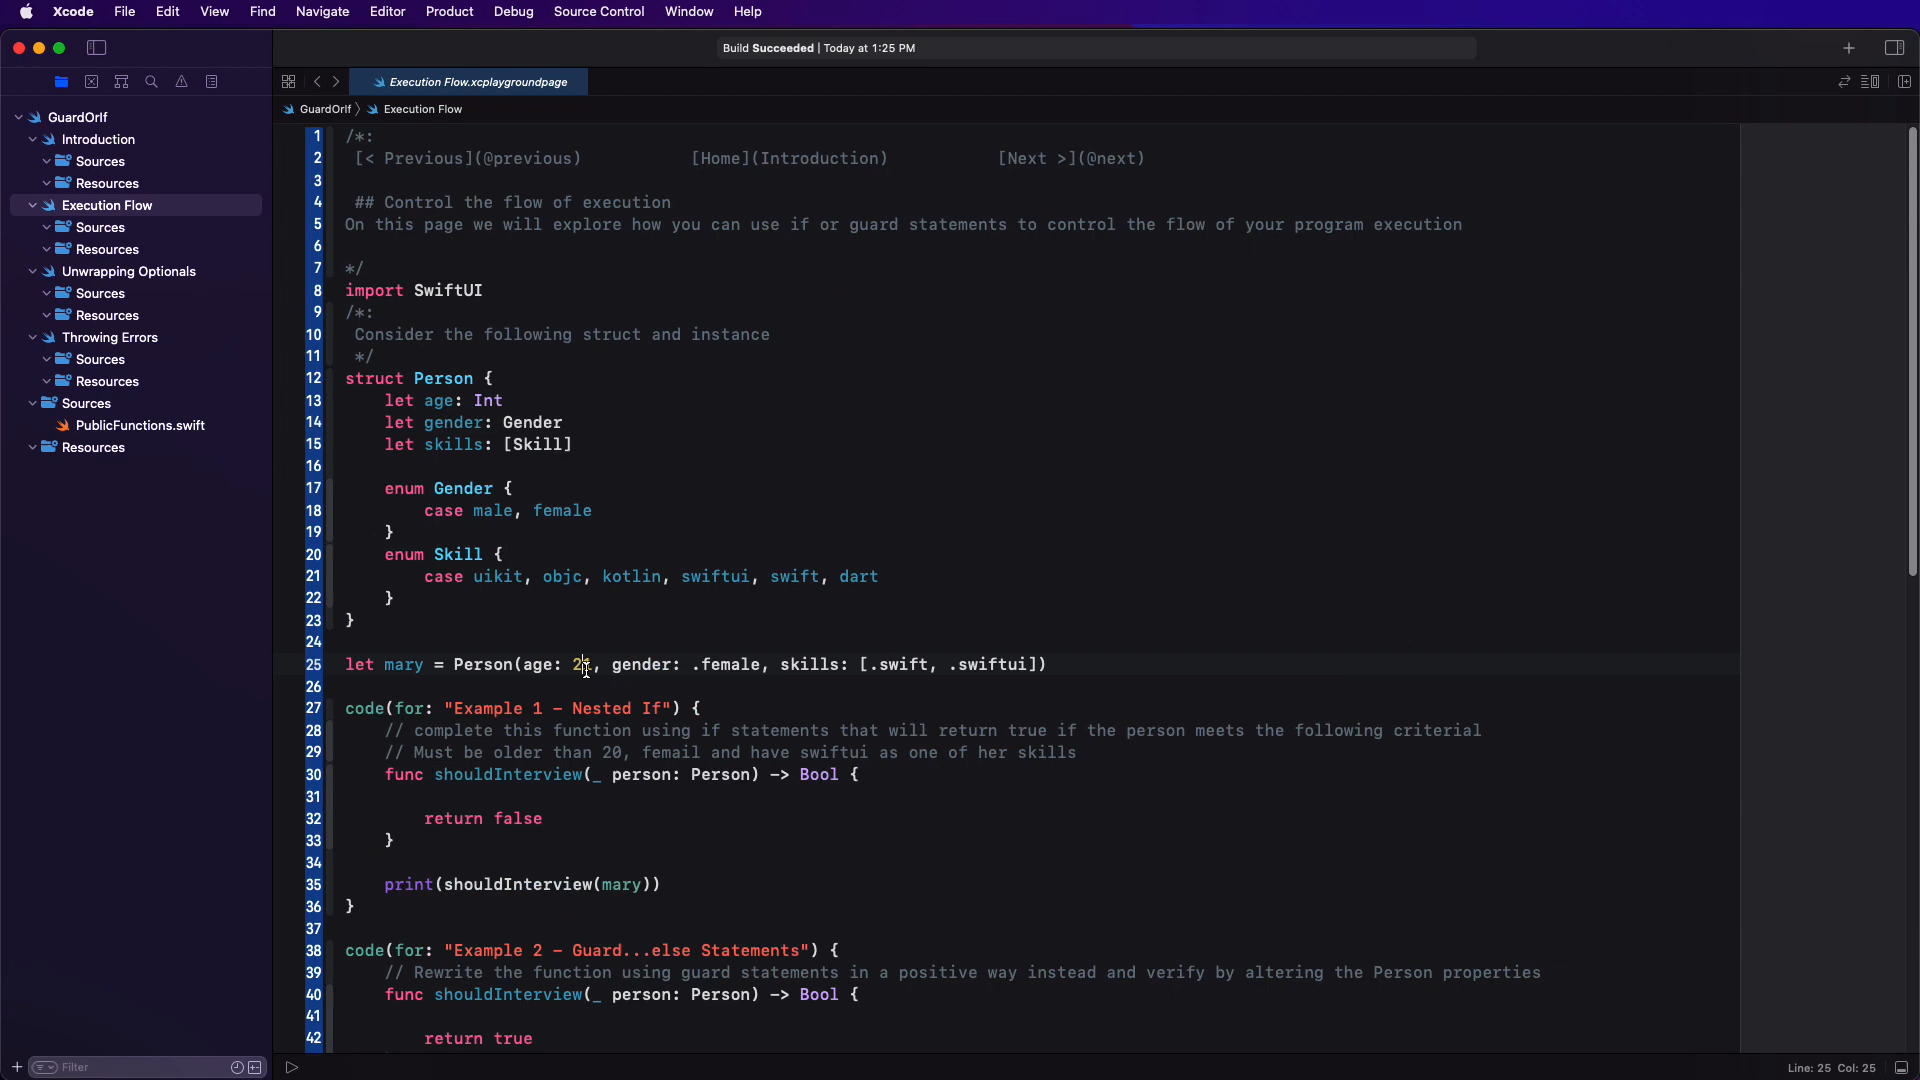 Xcode File Edit View Find Navigate Editor Product Debug Source Control Window Help
Build Succeeded | Today at 1:25 PM
Execution Flow.xcplaygroundpage
GuardOrIf Execution Flow
GuardOrIf
Introduction
Sources
Resources
Execution Flow
Sources
Resources
Unwrapping Optionals
Sources
Resources
Throwing Errors
Sources
Resources
Sources
PublicFunctions.swift
Resources
1 /*:
2 [< Previous](@previous) [Home](Introduction) [Next >](@next)
3
4 ## Control the flow of execution
5 On this page we will explore how you can use if or guard statements to control the flow of your program execution
6
7 */
8 import SwiftUI
9 /*:
10 Consider the following struct and instance
11 */
12 struct Person {
13 let age: Int
14 let gender: Gender
15 let skills: [Skill]
16
17 enum Gender {
18 case male, female
19 }
20 enum Skill {
21 case uikit, objc, kotlin, swiftui, swift, dart
22 }
23 }
24
25 let mary = Person(age: , gender: .female, skills: [.swift, .swiftui])
26
27 code(for: "Example 1 – Nested If") {
28 // complete this function using if statements that will return true if the person meets the following criterial
29 // Must be older than 20, femail and have swiftui as one of her skills
30 func shouldInterview(_ person: Person) -> Bool {
31
32 return false
33 }
34
35 print(shouldInterview(mary))
36 }
37
38 code(for: "Example 2 – Guard...else Statements") {
39 // Rewrite the function using guard statements in a positive way instead and verify by altering the Person properties
40 func shouldInterview(_ person: Person) -> Bool {
41
42 return true
Filter
Line: 25 Col: 25